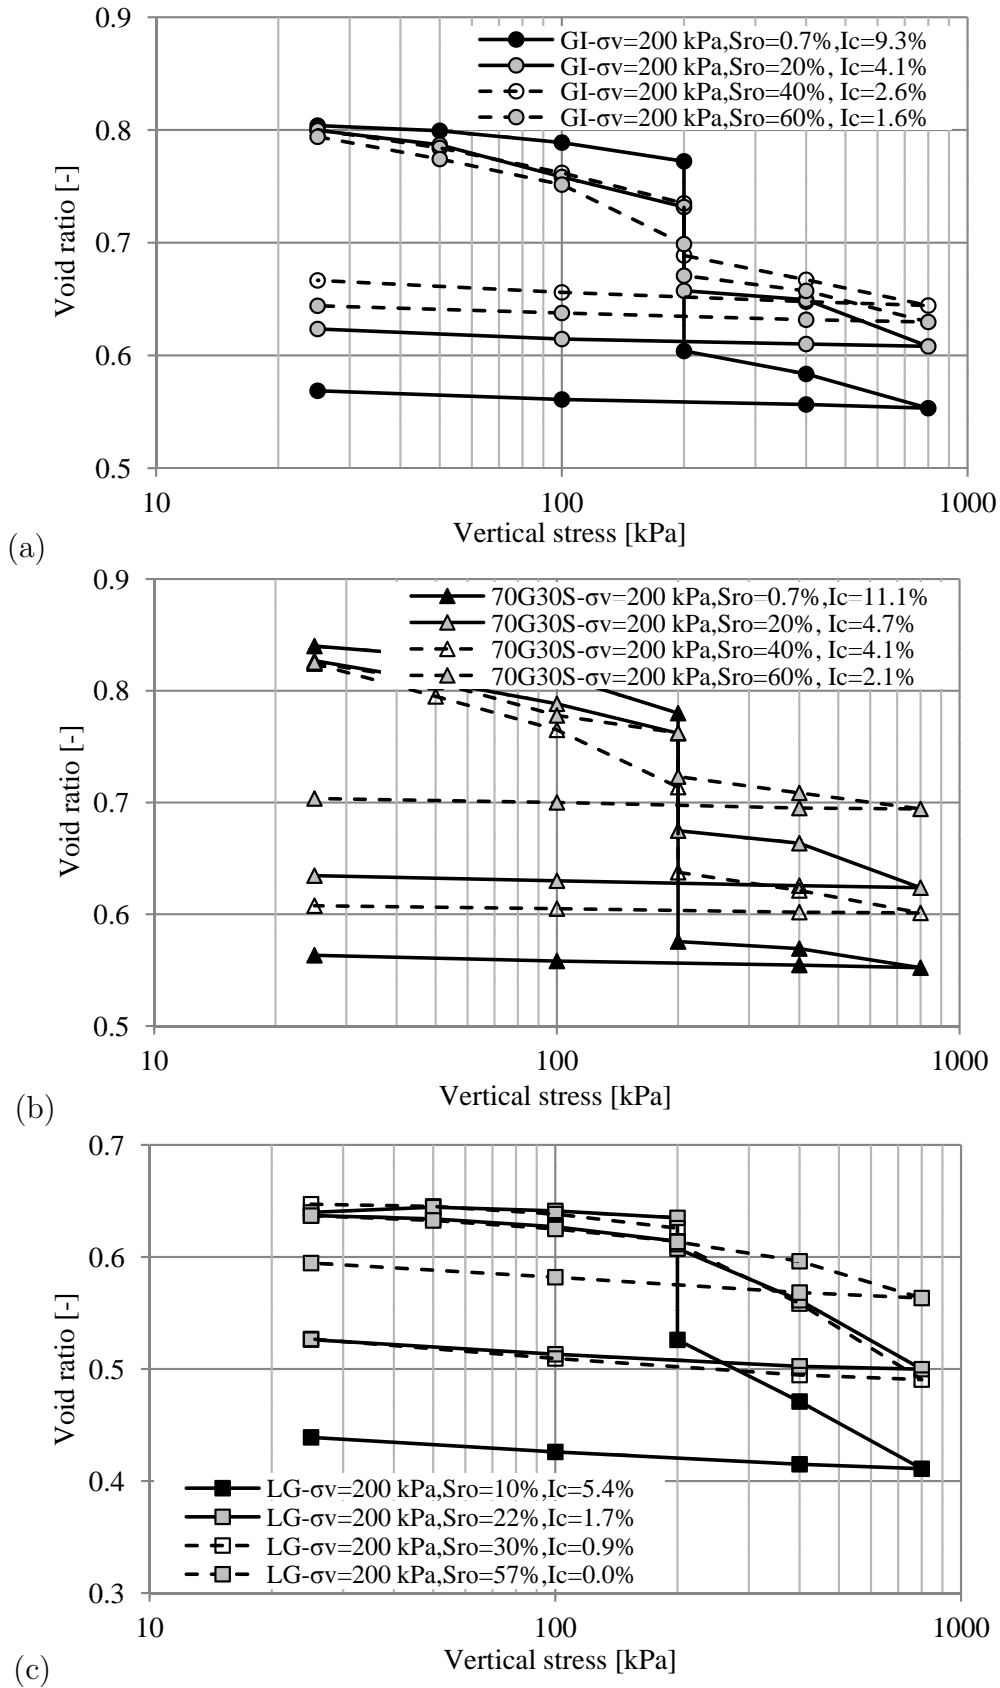 0.9
GI-σv=200 kPa,Sro=0.7%,Ic=9.3%
GI-σv=200 kPa,Sro=20%, Ic=4.1%
GI-σv=200 kPa,Sro=40%, Ic=2.6%
GI-σv=200 kPa,Sro=60%, Ic=1.6%
0.8
0.7
0.6
0.5
Void ratio [-]
10
100
1000
Vertical stress [kPa]
(a)
0.9
70G30S-σv=200 kPa,Sro=0.7%,Ic=11.1%
70G30S-σv=200 kPa,Sro=20%, Ic=4.7%
70G30S-σv=200 kPa,Sro=40%, Ic=4.1%
70G30S-σv=200 kPa,Sro=60%, Ic=2.1%
0.8
0.7
0.6
0.5
Void ratio [-]
10
100
1000
Vertical stress [kPa]
(b)
0.7
0.6
0.5
0.4
0.3
Void ratio [-]
LG-σv=200 kPa,Sro=10%,Ic=5.4%
LG-σv=200 kPa,Sro=22%,Ic=1.7%
LG-σv=200 kPa,Sro=30%,Ic=0.9%
LG-σv=200 kPa,Sro=57%,Ic=0.0%
10
100
1000
Vertical stress [kPa]
(c)